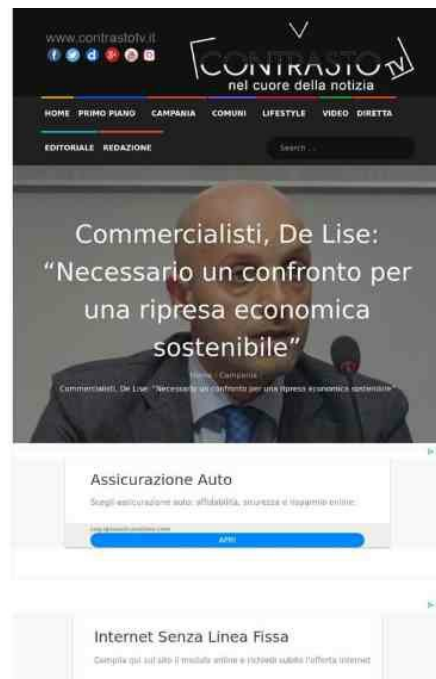 www.contrastotv.it
CONTRASTO TV
nel cuore della notizia
HOME PRIMO PIANO CAMPANIA COMUNI LIFESTYLE VIDEO DIRETTA
EDITORIALE REDAZIONE
Search ...
Commercialisti, De Lise:
“Necessario un confronto per
una ripresa economica
sostenibile”
Home / Campania /
Commercialisti, De Lise: “Necessario un confronto per una ripresa economica sostenibile”
Assicurazione Auto
Scegli assicurazione auto: affidabilità, sicurezza e risparmio online.
APRI
Internet Senza Linea Fissa
Compila qui sul sito il modulo online e richiedi subito l'offerta internet